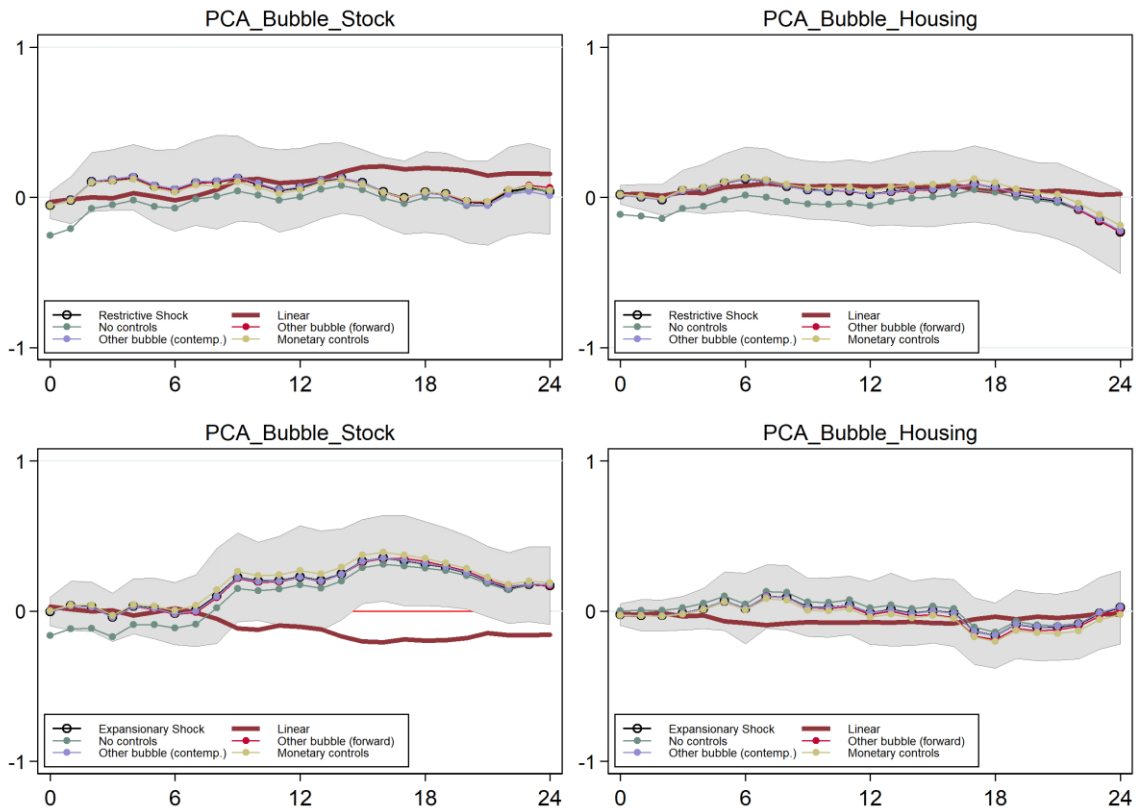 PCA_Bubble_Stock
1
0
-1
Restrictive Shock Linear
No controls Other bubble (forward)
Other bubble (contemp.) Monetary controls
0 6 12 18 24
PCA_Bubble_Housing
1
0
-1
Restrictive Shock Linear
No controls Other bubble (forward)
Other bubble (contemp.) Monetary controls
0 6 12 18 24
PCA_Bubble_Stock
1
0
-1
Expansionary Shock Linear
No controls Other bubble (forward)
Other bubble (contemp.) Monetary controls
0 6 12 18 24
PCA_Bubble_Housing
1
0
-1
Expansionary Shock Linear
No controls Other bubble (forward)
Other bubble (contemp.) Monetary controls
0 6 12 18 24